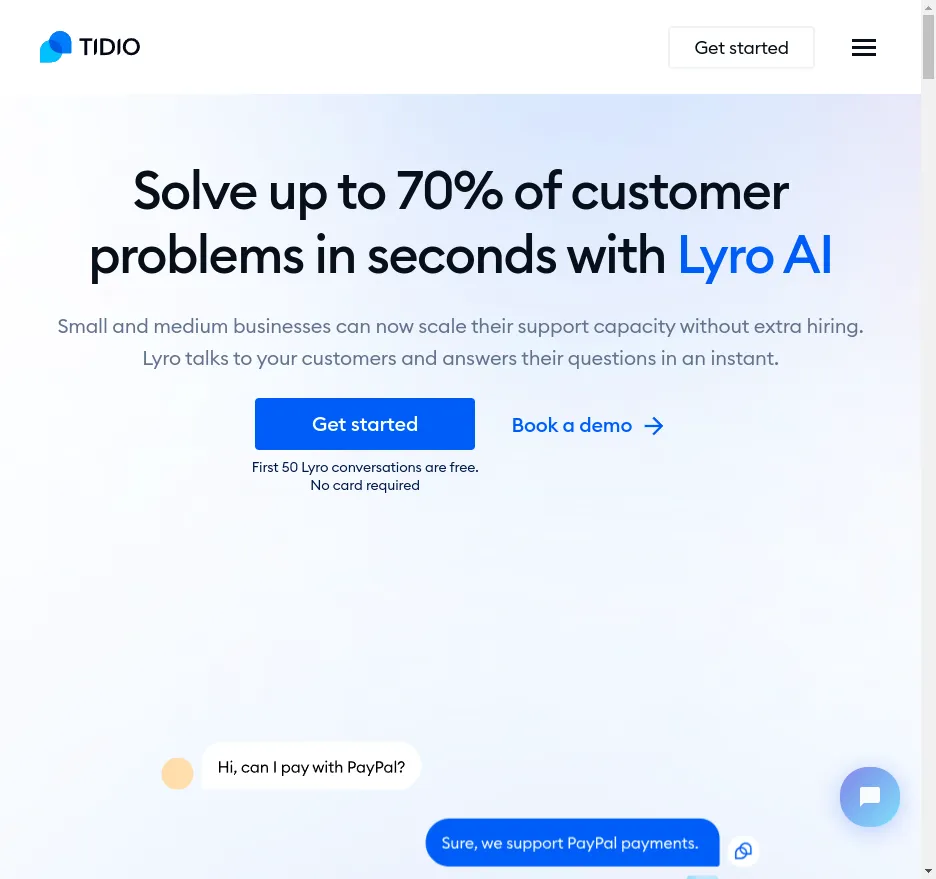 TIDIO
Get started
Solve up to 70% of customer
problems in seconds with Lyro AI
Small and medium businesses can now scale their support capacity without extra hiring.
Lyro talks to your customers and answers their questions in an instant.
Get started
Book a demo
First 50 Lyro conversations are free.
No card required
Hi, can I pay with PayPal?
Sure, we support PayPal payments.